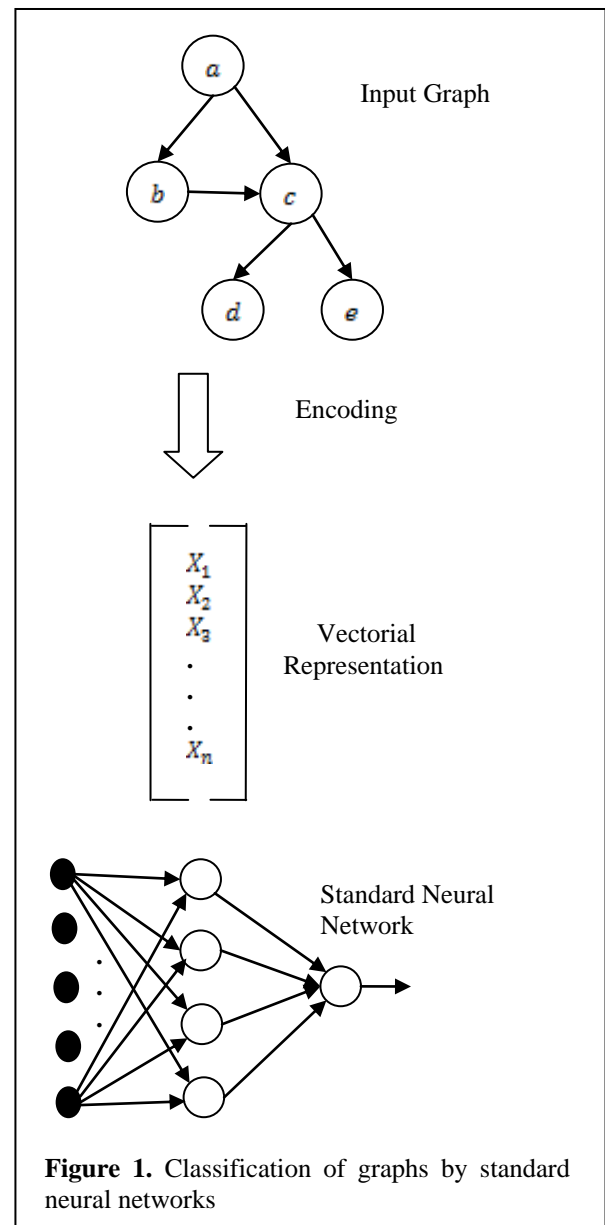 a
Input Graph
b
c
d
e
Encoding
X₁
X₂
X₃
.
.
.
Xₙ
Vectorial
Representation
Standard Neural
Network
.
.
.
Figure 1. Classification of graphs by standard
neural networks